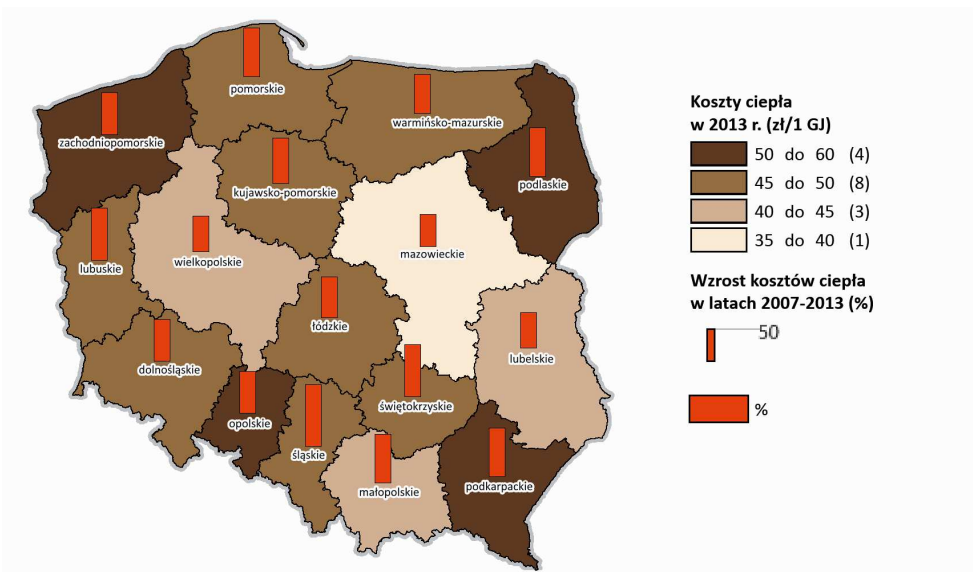 pomorskie
warmińsko-mazurskie
zachodniopomorskie
podlaskie
kujawsko-pomorskie
mazowieckie
wielkopolskie
lubuskie
łódzkie
lubelskie
dolnośląskie
świętokrzyskie
opolskie
śląskie
podkarpackie
małopolskie
Koszty ciepła
w 2013 r. (zł/1 GJ)
50 do 60 (4)
45 do 50 (8)
40 do 45 (3)
35 do 40 (1)
Wzrost kosztów ciepła
w latach 2007-2013 (%)
50
%